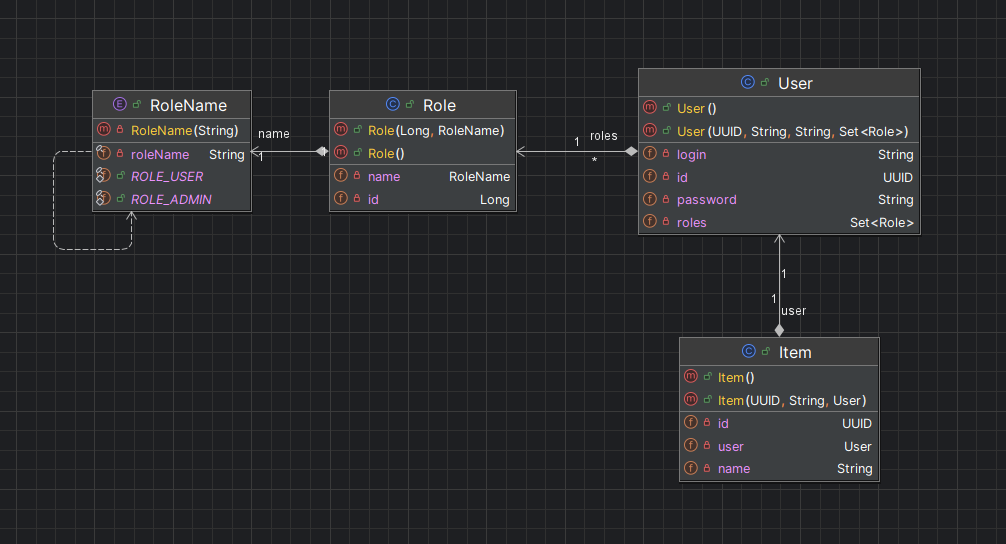 E RoleName
m RoleName(String)
f roleName String
f ROLE_USER
f ROLE_ADMIN
name
1
1
C Role
m Role(Long, RoleName)
m Role()
f name RoleName
f id Long
roles
1
*
C User
m User()
m User(UUID, String, String, Set<Role>)
f login String
f id UUID
f password String
f roles Set<Role>
1
1
user
C Item
m Item()
m Item(UUID, String, User)
f id UUID
f user User
f name String